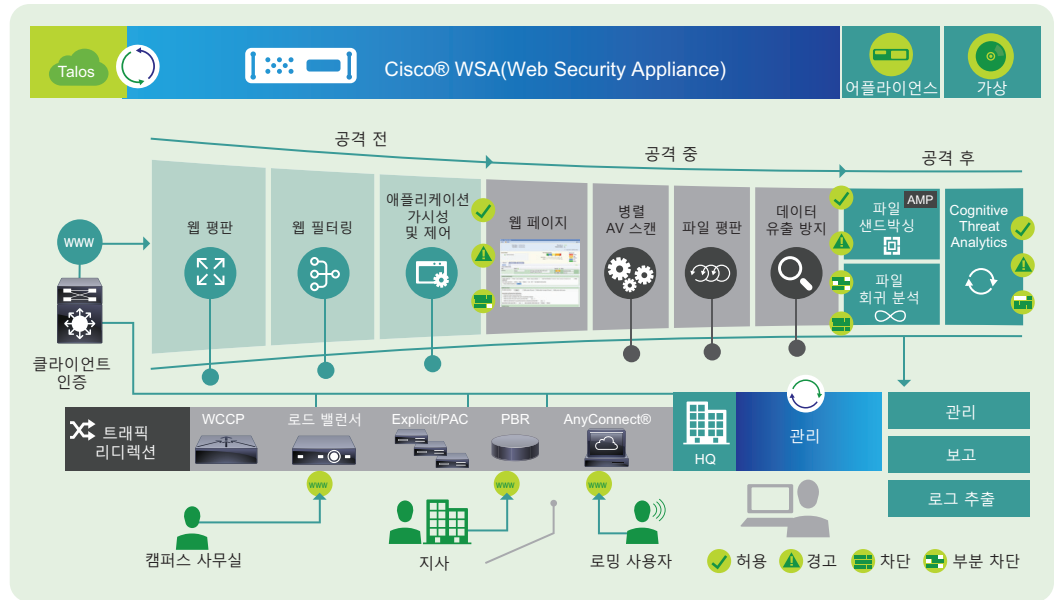 Talos
Cisco® WSA(Web Security Appliance)
어플라이언스
가상
공격 전
공격 중
공격 후
웹 평판
웹 필터링
애플리케이션
가시성
및 제어
웹 페이지
병렬
AV 스캔
파일 평판
데이터
유출 방지
AMP
파일
샌드박싱
파일
회귀 분석
Cognitive
Threat
Analytics
www
클라이언트
인증
트래픽
리디렉션
WCCP
로드 밸런서
Explicit/PAC
PBR
AnyConnect®
HQ
관리
관리
보고
로그 추출
www
www
www
캠퍼스 사무실
지사
로밍 사용자
허용
경고
차단
부분 차단